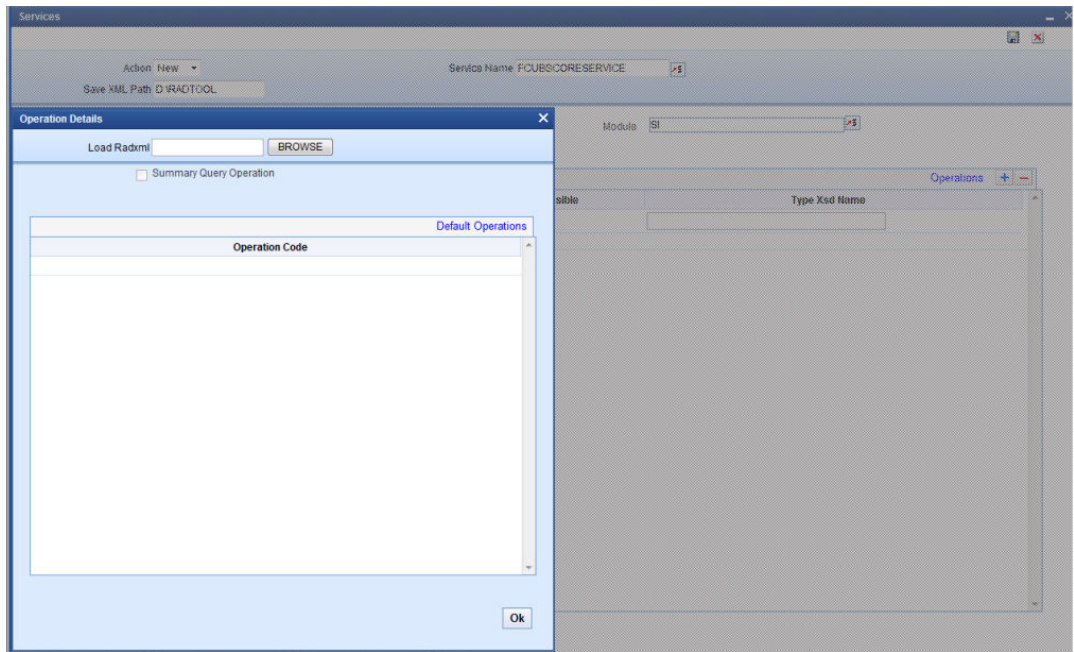 Services
Action New
Service Name FCUBSCORESERVICE
Save XML Path D:\RADTOOL
Operation Details
Module SI
Load Radxml BROWSE
Summary Query Operation
Operations + −
sible Type Xsd Name
Default Operations
Operation Code
Ok